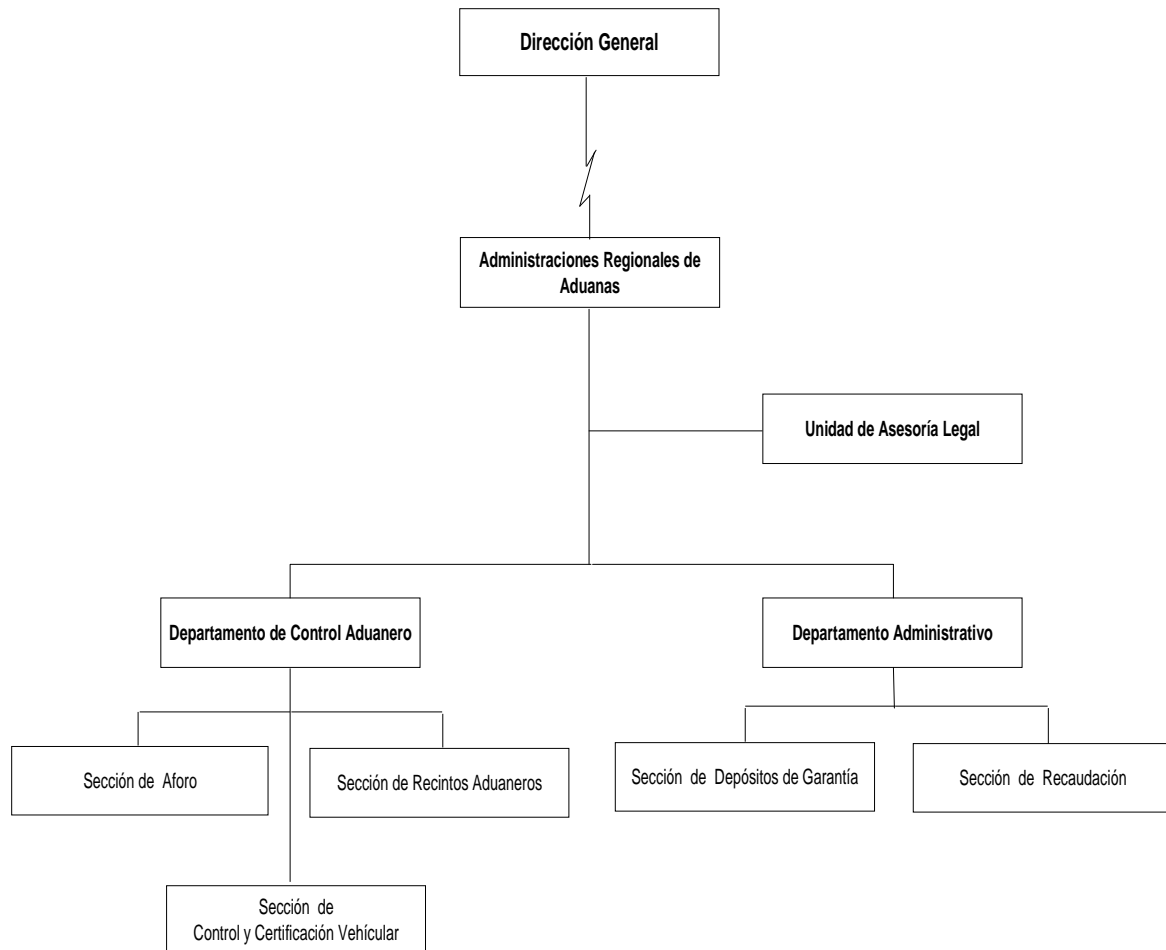 Dirección General
Administraciones Regionales de
Aduanas
Unidad de Asesoría Legal
Departamento de Control Aduanero
Departamento Administrativo
Sección de Aforo
Sección de Recintos Aduaneros
Sección de Depósitos de Garantía
Sección de Recaudación
Sección de
Control y Certificación Vehícular